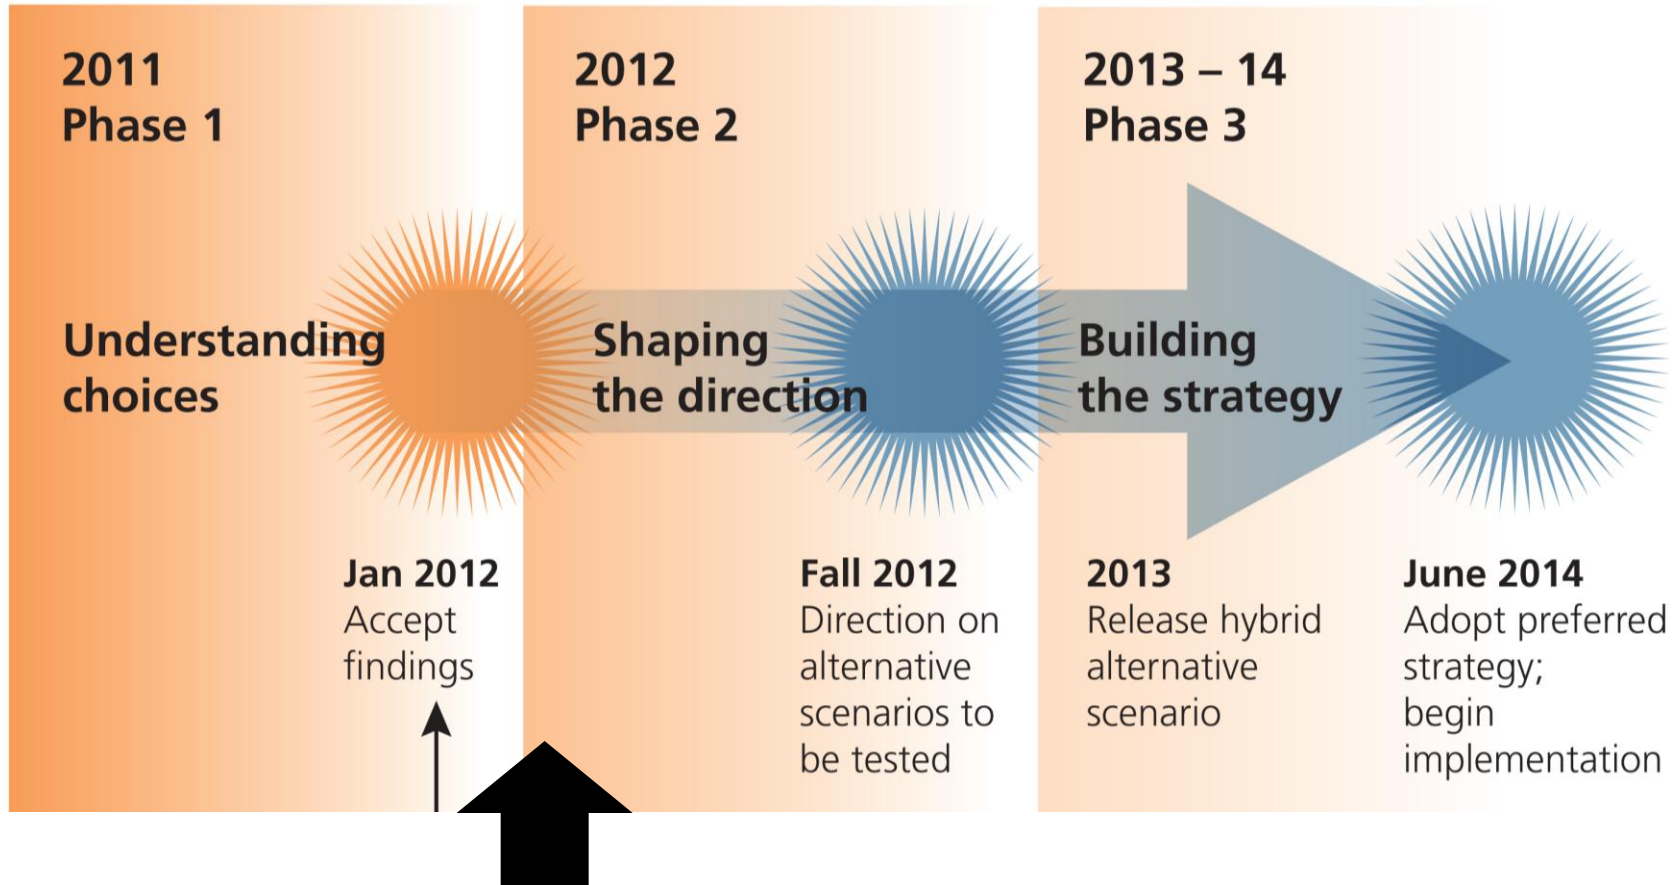 2011
Phase 1
Understanding
choices
Jan 2012
Accept
findings
2012
Phase 2
Shaping
the direction
Fall 2012
Direction on
alternative
scenarios to
be tested
2013 – 14
Phase 3
Building
the strategy
2013
Release hybrid
alternative
scenario
June 2014
Adopt preferred
strategy;
begin
implementation